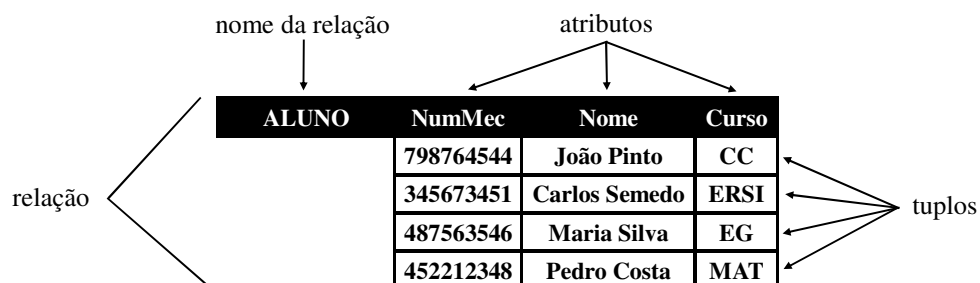 nome da relação atributos
ALUNO NumMec Nome Curso
798764544 João Pinto CC
345673451 Carlos Semedo ERSI
relação tuplos
487563546 Maria Silva EG
452212348 Pedro Costa MAT